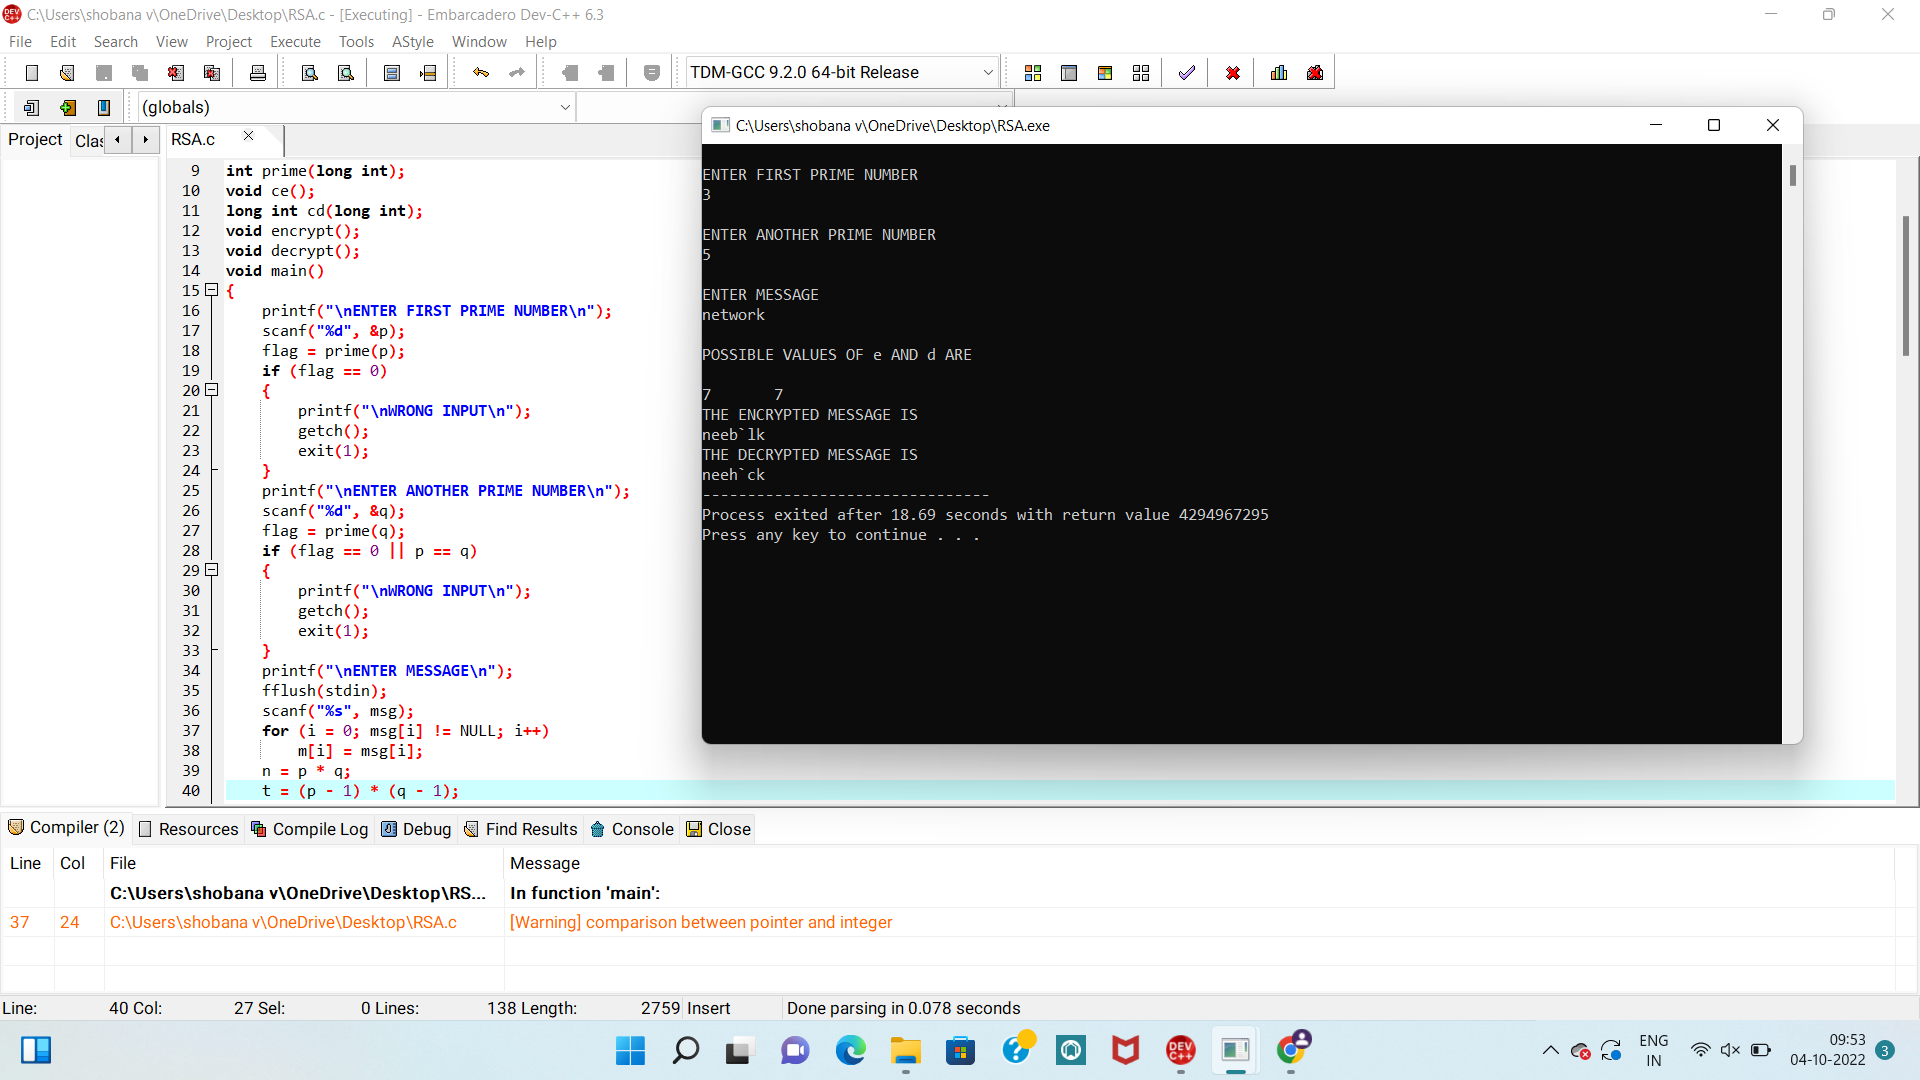 C:\Users\shobana v\OneDrive\Desktop\RSA.c - [Executing] - Embarcadero Dev-C++ 6.3
File Edit Search View Project Execute Tools AStyle Window Help
TDM-GCC 9.2.0 64-bit Release
(globals)
Project Clas
RSA.c
9 int prime(long int);
10 void ce();
11 long int cd(long int);
12 void encrypt();
13 void decrypt();
14 void main()
15 {
16 printf("\nENTER FIRST PRIME NUMBER\n");
17 scanf("%d", &p);
18 flag = prime(p);
19 if (flag == 0)
20 {
21 printf("\nWRONG INPUT\n");
22 getch();
23 exit(1);
24 }
25 printf("\nENTER ANOTHER PRIME NUMBER\n");
26 scanf("%d", &q);
27 flag = prime(q);
28 if (flag == 0 || p == q)
29 {
30 printf("\nWRONG INPUT\n");
31 getch();
32 exit(1);
33 }
34 printf("\nENTER MESSAGE\n");
35 fflush(stdin);
36 scanf("%s", msg);
37 for (i = 0; msg[i] != NULL; i++)
38 m[i] = msg[i];
39 n = p * q;
40 t = (p - 1) * (q - 1);
C:\Users\shobana v\OneDrive\Desktop\RSA.exe
ENTER FIRST PRIME NUMBER
3
ENTER ANOTHER PRIME NUMBER
5
ENTER MESSAGE
network
POSSIBLE VALUES OF e AND d ARE
7 7
THE ENCRYPTED MESSAGE IS
neeb`lk
THE DECRYPTED MESSAGE IS
neeh`ck
--------------------------------
Process exited after 18.69 seconds with return value 4294967295
Press any key to continue . . .
Compiler (2) Resources Compile Log Debug Find Results Console Close
Line Col File Message
C:\Users\shobana v\OneDrive\Desktop\RS... In function 'main':
37 24 C:\Users\shobana v\OneDrive\Desktop\RSA.c [Warning] comparison between pointer and integer
Line: 40 Col: 27 Sel: 0 Lines: 138 Length: 2759 Insert Done parsing in 0.078 seconds
DEV C++
ENG
IN
09:53
04-10-2022
3